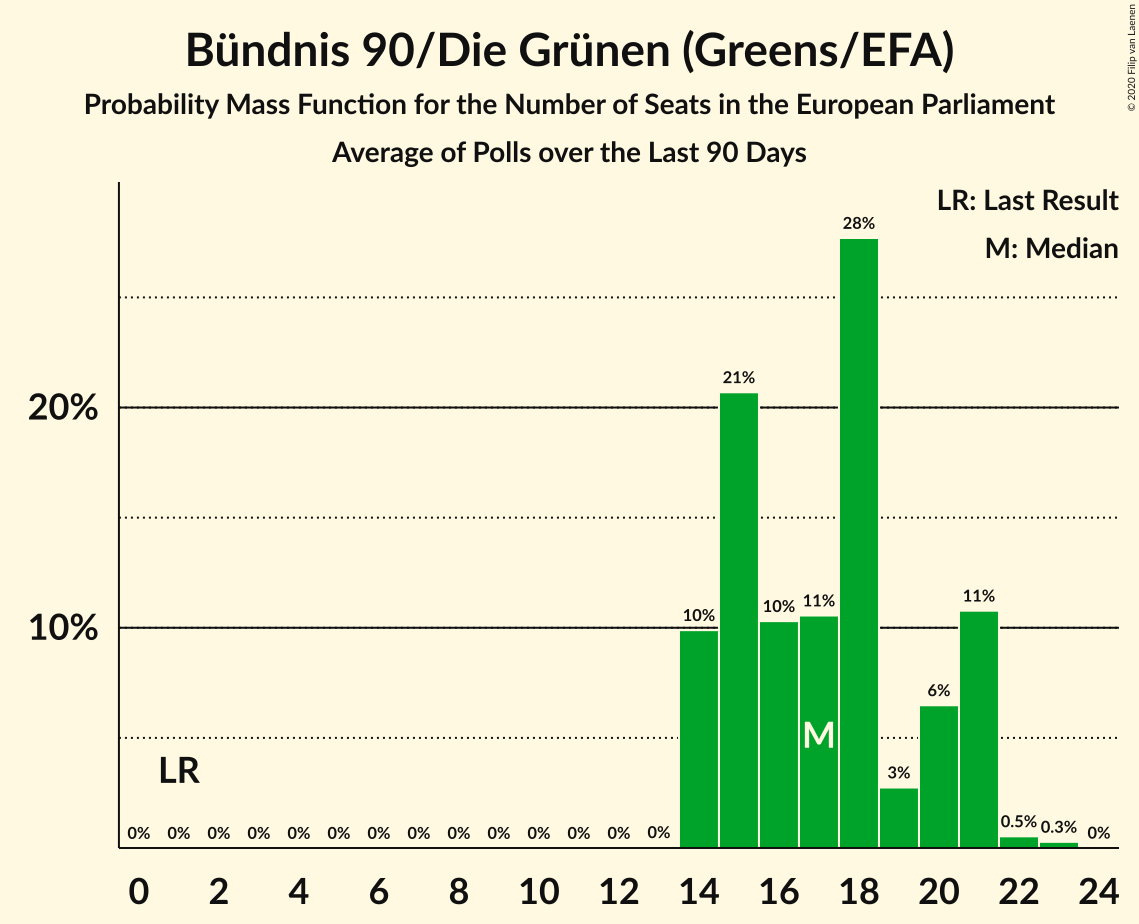 Bündnis 90/Die Grünen (Greens/EFA)
Probability Mass Function for the Number of Seats in the European Parliament
Average of Polls over the Last 90 Days
© 2020 Filip van Laenen
LR: Last Result
M: Median
28%
21%
20%
11%
10%
10%
11%
10%
6%
M
3%
LR
0% 0% 0% 0% 0% 0% 0% 0% 0% 0% 0% 0% 0% 0% 0.5% 0.3% 0%
0 2 4 6 8 10 12 14 16 18 20 22 24